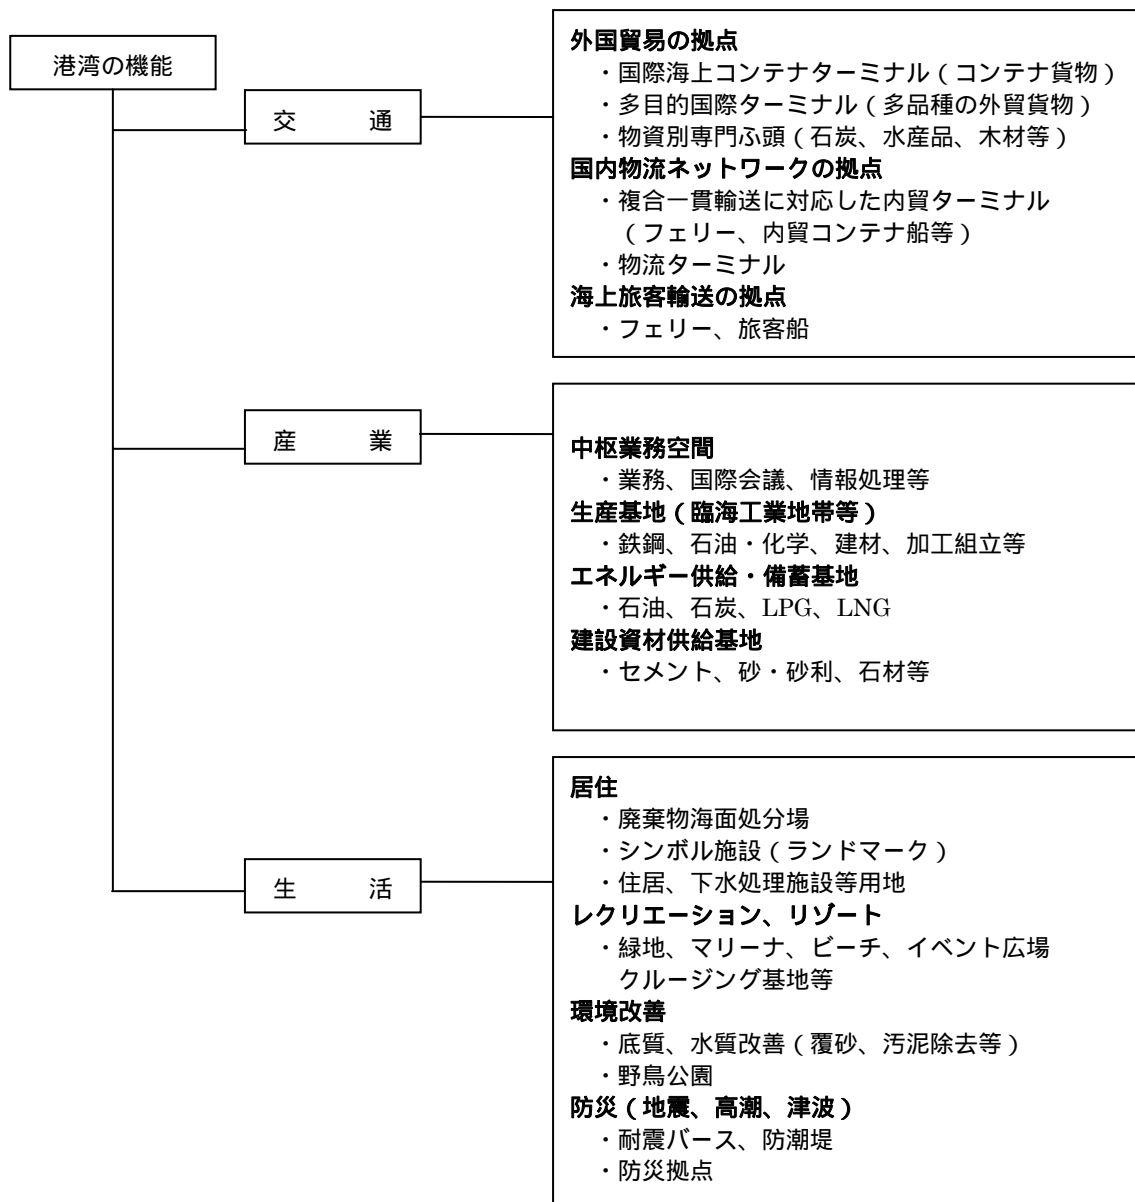 港湾の機能
交　　通
外国貿易の拠点
・国際海上コンテナターミナル（コンテナ貨物）
・多目的国際ターミナル（多品種の外貿貨物）
・物資別専門ふ頭（石炭、水産品、木材等）
国内物流ネットワークの拠点
・複合一貫輸送に対応した内貿ターミナル
（フェリー、内貿コンテナ船等）
・物流ターミナル
海上旅客輸送の拠点
・フェリー、旅客船
産　　業
中枢業務空間
・業務、国際会議、情報処理等
生産基地（臨海工業地帯等）
・鉄鋼、石油・化学、建材、加工組立等
エネルギー供給・備蓄基地
・石油、石炭、LPG、LNG
建設資材供給基地
・セメント、砂・砂利、石材等
生　　活
居住
・廃棄物海面処分場
・シンボル施設（ランドマーク）
・住居、下水処理施設等用地
レクリエーション、リゾート
・緑地、マリーナ、ビーチ、イベント広場
クルージング基地等
環境改善
・底質、水質改善（覆砂、汚泥除去等）
・野鳥公園
防災（地震、高潮、津波）
・耐震バース、防潮堤
・防災拠点